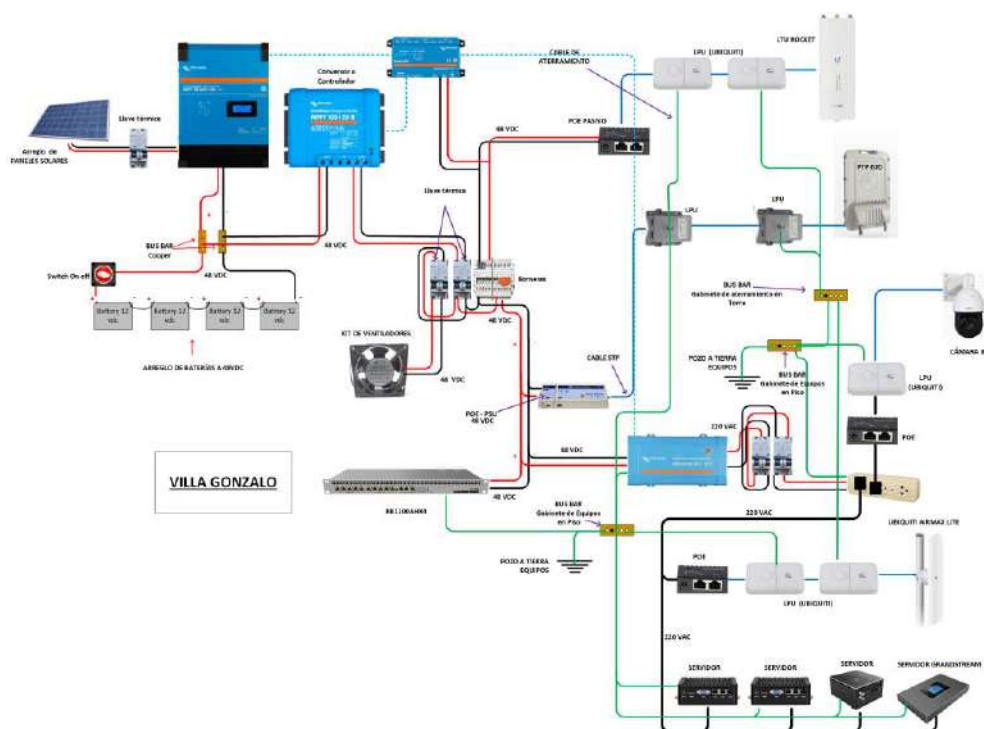 LPU (UBIQUITI)
LTU ROCKET
CABLE DE
ATERRAMIENTO
Conversor o
Controlador
Llave térmica
Arreglo de
PANELES SOLARES
48 VDC
POE PASIVO
PTP-820
Llave térmica
LPU
LPU
BUS BAR
Cooper
48 VDC
48 VDC
Switch On off
Borneras
BUS BAR
Gabinete de aterramiento en
Torre
Battery 12
vdc
Battery 12
vdc
Battery 12
vdc
Battery 12
vdc
48 VDC
KIT DE VENTILADORES
CABLE STP
CÁMARA IP
ARREGLO DE BATERÍAS A 48VDC
POZO A TIERRA
EQUIPOS
48 VDC
BUS BAR
Gabinete de Equipos
en Piso
LPU
(UBIQUITI)
POE - PSU
48 VDC
220 VAC
POE
48 VDC
VILLA GONZALO
48 VDC
RB1100AHX4
BUS BAR
Gabinete de Equipos
en Piso
220 VAC
UBIQUITI AIRMAX LITE
POZO A TIERRA
EQUIPOS
POE
LPU (UBIQUITI)
220 VAC
SERVIDOR
SERVIDOR
SERVIDOR
SERVIDOR GRANDSTREAM